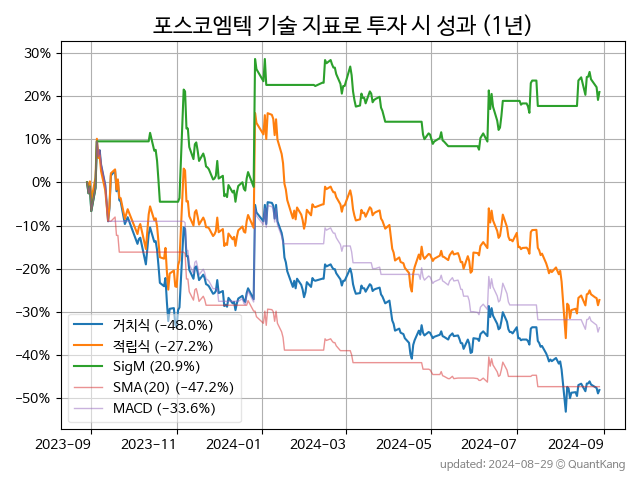 포스코엠텍 기술 지표로 투자 시 성과 (1년)
30%
20%
10%
0%
−10%
−20%
−30%
−40%
−50%
거치식 (−48.0%)
적립식 (−27.2%)
SigM (20.9%)
SMA(20) (−47.2%)
MACD (−33.6%)
2023-09 2023-11 2024-01 2024-03 2024-05 2024-07 2024-09
updated: 2024-08-29 © QuantKang